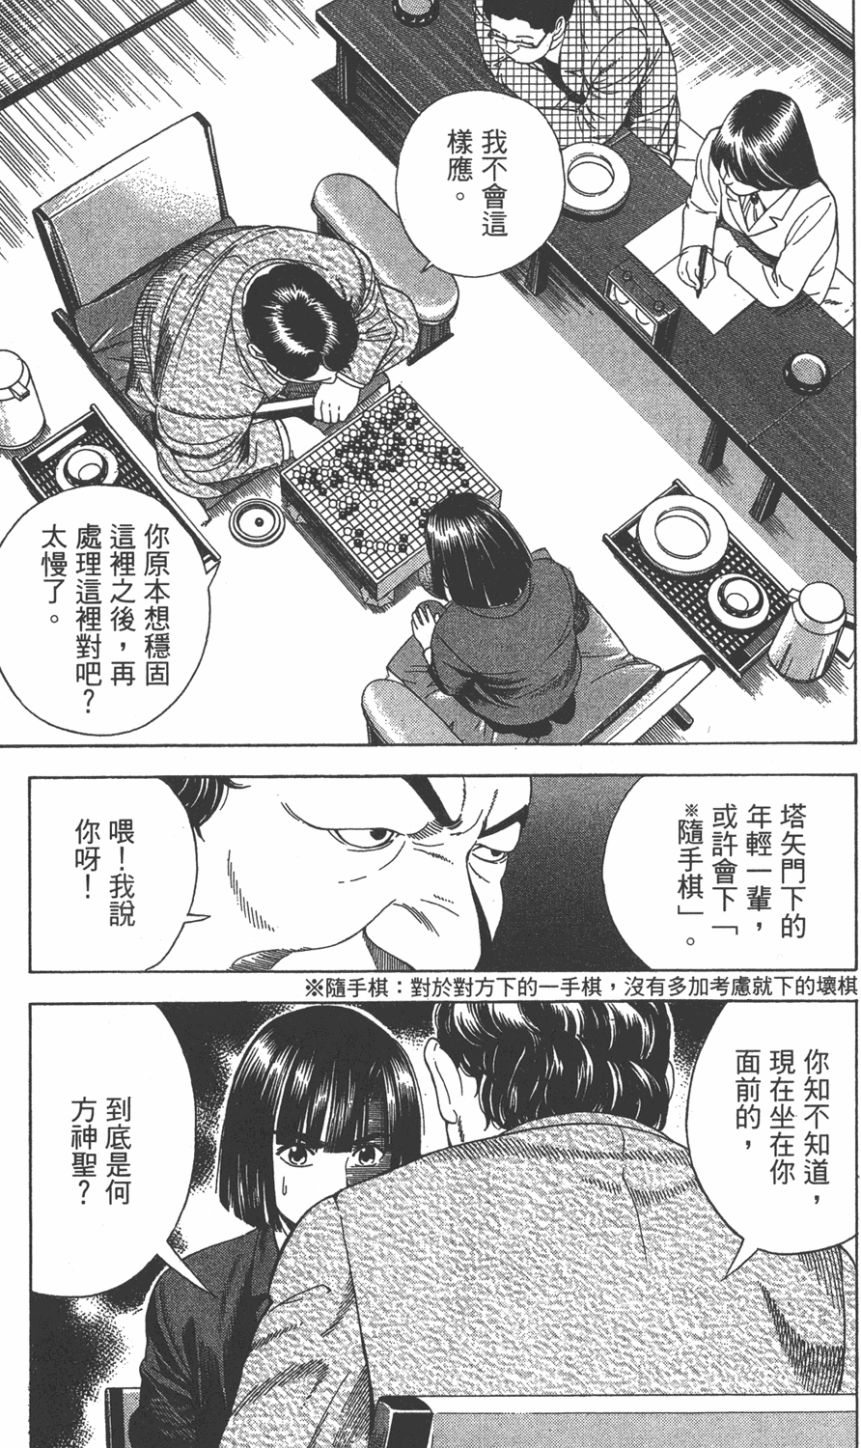 我不會這
樣應。
你原本想穩固
這裡之後，再
處理這裡對吧？
太慢了。
塔矢門下的
年輕一輩，
或許會下「
※隨手棋」。
喂！我說
你呀！
※隨手棋：對於對方下的一手棋，沒有多加考慮就下的壞棋
你知不知道，
現在坐在你
面前的，
到底是何
方神聖？